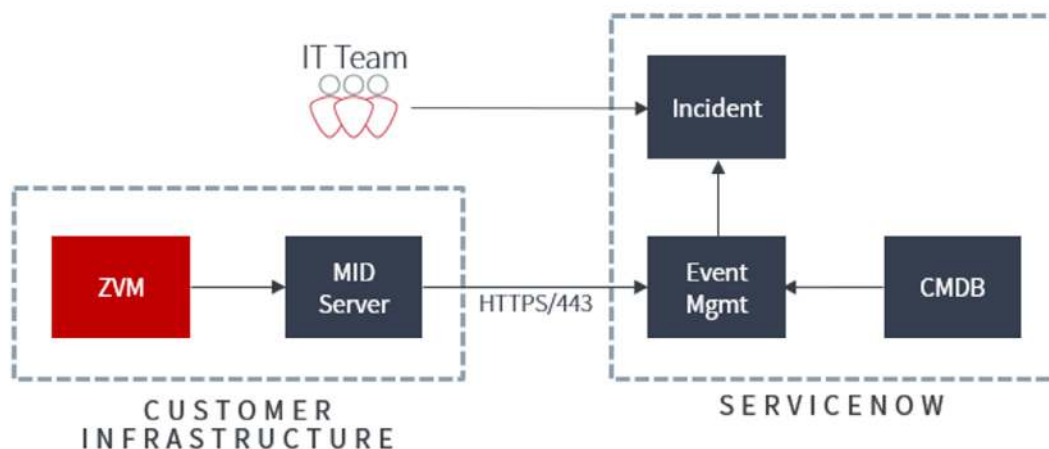 IT Team
Incident
ZVM
MID
Server
HTTPS/443
Event
Mgmt
CMDB
CUSTOMER
INFRASTRUCTURE
SERVICENOW